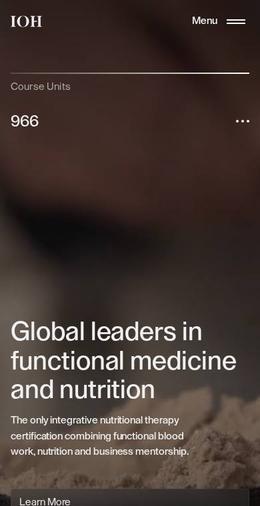 IOH
Menu
Course Units
966
Global leaders in
functional medicine
and nutrition
The only integrative nutritional therapy
certification combining functional blood
work, nutrition and business mentorship.
Learn More